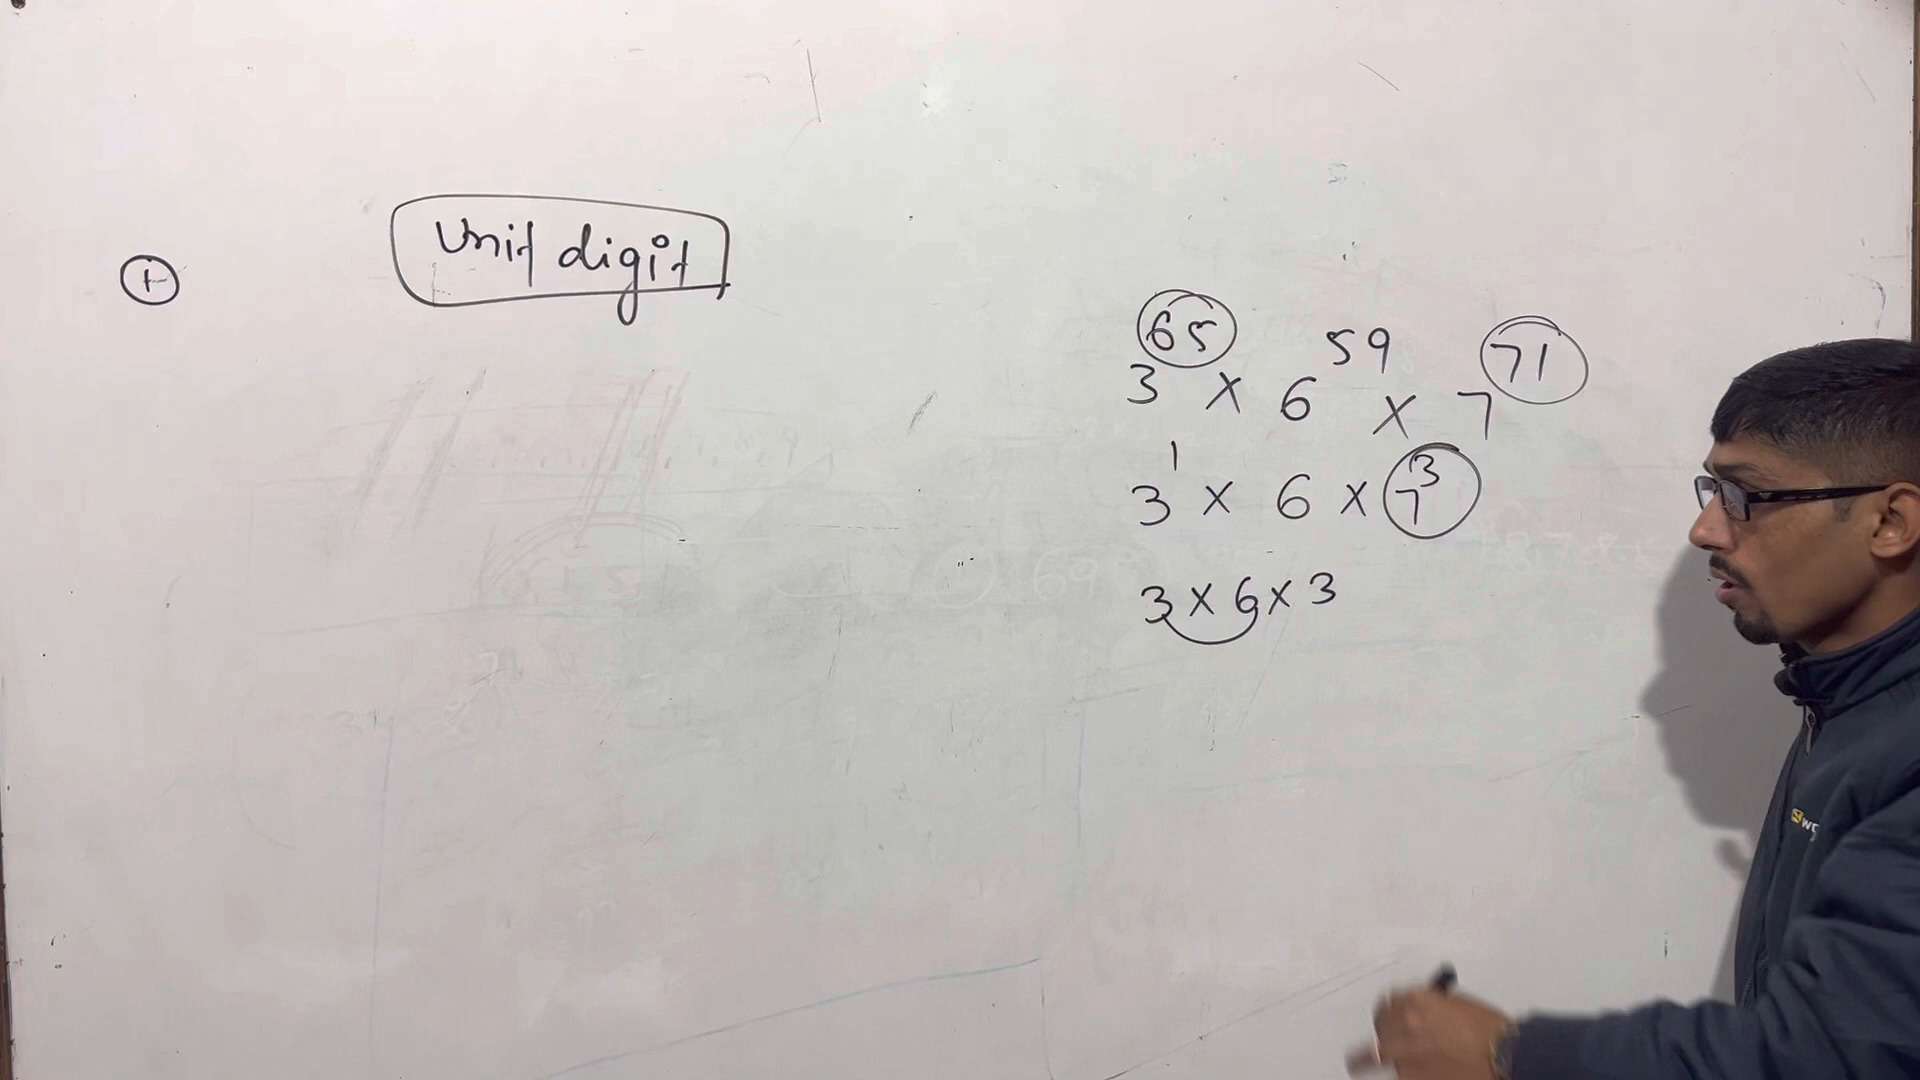 ①
Unit digit
3^65 × 6^59 × 7^71
3^1 × 6 × 7^3
3 × 6 × 3